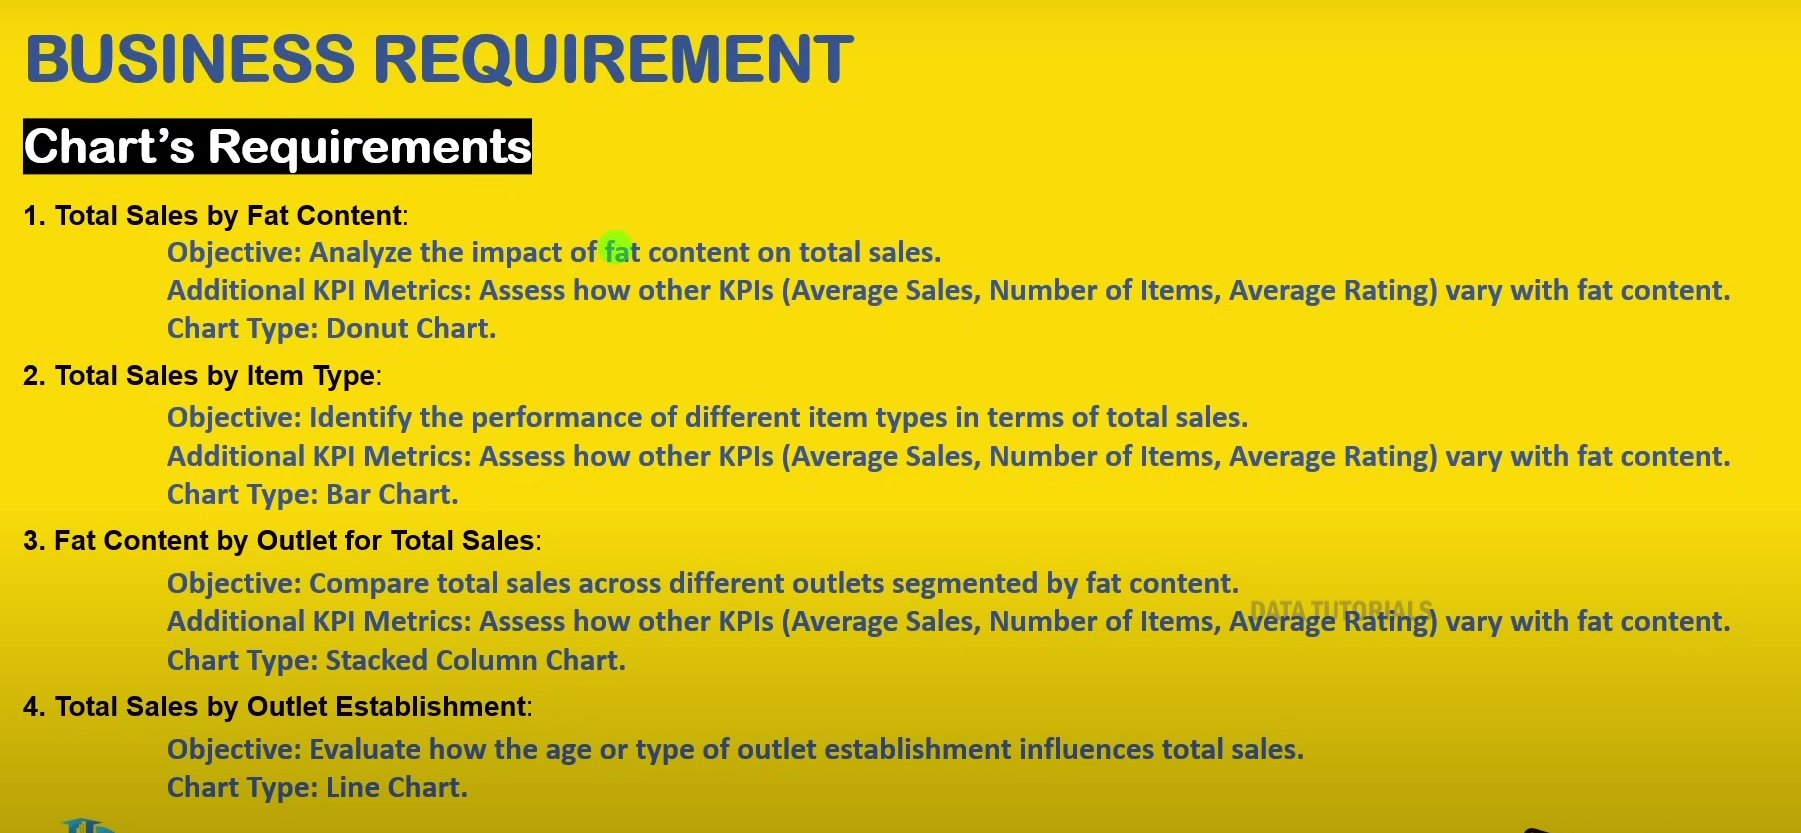 BUSINESS REQUIREMENT
Chart’s Requirements
1. Total Sales by Fat Content:
Objective: Analyze the impact of fat content on total sales.
Additional KPI Metrics: Assess how other KPIs (Average Sales, Number of Items, Average Rating) vary with fat content.
Chart Type: Donut Chart.
2. Total Sales by Item Type:
Objective: Identify the performance of different item types in terms of total sales.
Additional KPI Metrics: Assess how other KPIs (Average Sales, Number of Items, Average Rating) vary with fat content.
Chart Type: Bar Chart.
3. Fat Content by Outlet for Total Sales:
Objective: Compare total sales across different outlets segmented by fat content.
DATA TUTORIALS
Additional KPI Metrics: Assess how other KPIs (Average Sales, Number of Items, Average Rating) vary with fat content.
Chart Type: Stacked Column Chart.
4. Total Sales by Outlet Establishment:
Objective: Evaluate how the age or type of outlet establishment influences total sales.
Chart Type: Line Chart.